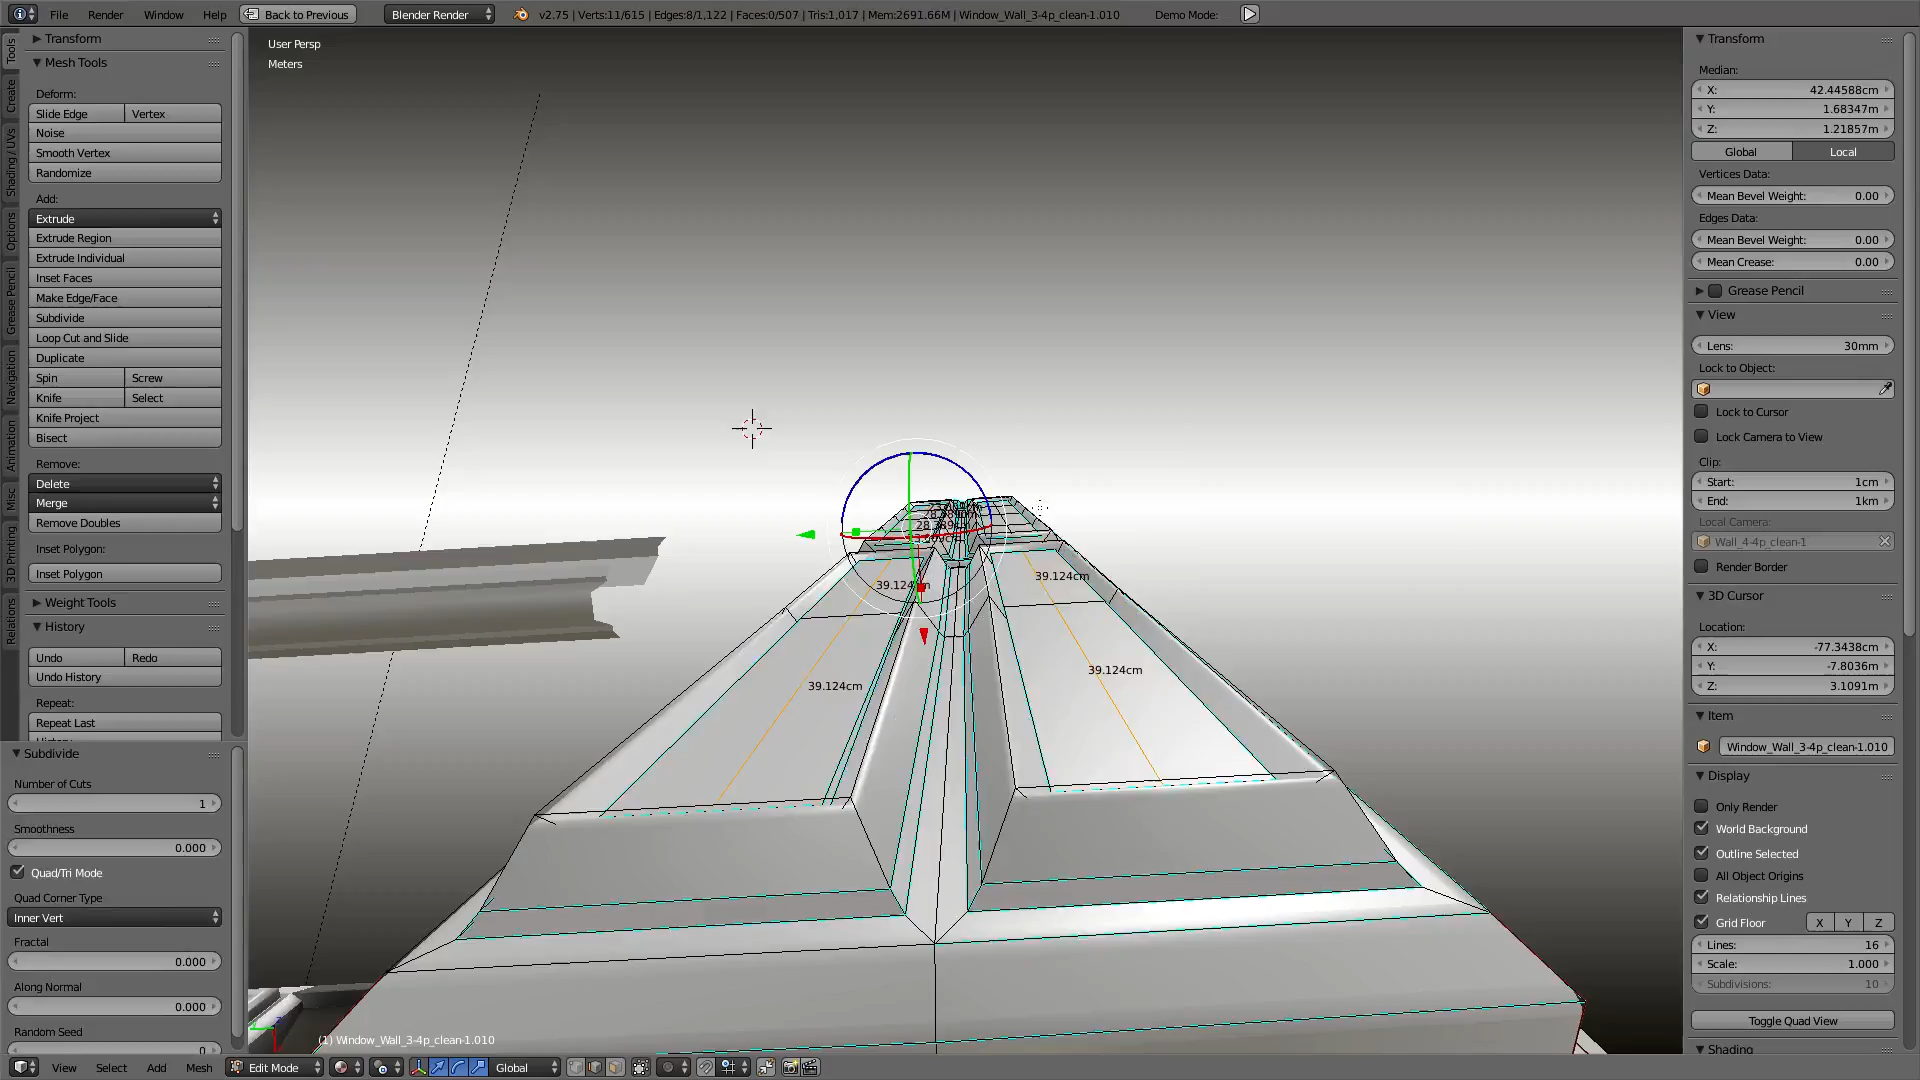 File Render Window Help Back to Previous Blender Render v2.75 | Verts:11/615 | Edges:8/1,122 | Faces:0/507 | Tris:1,017 | Mem:2691.66M | Window_Wall_3-4p_clean-1.010 Demo Mode:
Tools
Create
Shading / UVs
Options
Grease Pencil
Navigation
Animation
Misc
3D Printing
Relations
Transform
Mesh Tools
Deform:
Slide Edge Vertex
Noise
Smooth Vertex
Randomize
Add:
Extrude
Extrude Region
Extrude Individual
Inset Faces
Make Edge/Face
Subdivide
Loop Cut and Slide
Duplicate
Spin Screw
Knife Select
Knife Project
Bisect
Remove:
Delete
Merge
Remove Doubles
Inset Polygon:
Inset Polygon
Weight Tools
History
Undo Redo
Undo History
Repeat:
Repeat Last
Subdivide
Number of Cuts
1
Smoothness
0.000
Quad/Tri Mode
Quad Corner Type
Inner Vert
Fractal
0.000
Along Normal
0.000
Random Seed
0
User Persp
Meters
39.124cm
39.124cm
39.124cm
(1) Window_Wall_3-4p_clean-1.010
Transform
Median:
X: 42.44588cm
Y: 1.68347m
Z: 1.21857m
Global Local
Vertices Data:
Mean Bevel Weight: 0.00
Edges Data:
Mean Bevel Weight: 0.00
Mean Crease: 0.00
Grease Pencil
View
Lens: 30mm
Lock to Object:
Lock to Cursor
Lock Camera to View
Clip:
Start: 1cm
End: 1km
Local Camera:
Wall_4-4p_clean-1
Render Border
3D Cursor
Location:
X: -77.3438cm
Y: -7.8036m
Z: 3.1091m
Item
Window_Wall_3-4p_clean-1.010
Display
Only Render
World Background
Outline Selected
All Object Origins
Relationship Lines
Grid Floor X Y Z
Lines: 16
Scale: 1.000
Subdivisions: 10
Toggle Quad View
Shading
View Select Add Mesh Edit Mode Global